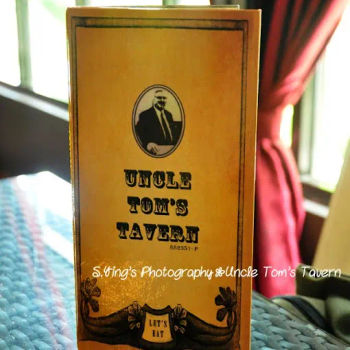 UNCLE
TOM'S
TAVERN
S.Ying's Photography@Uncle Tom's Tavern
LET'S
EAT